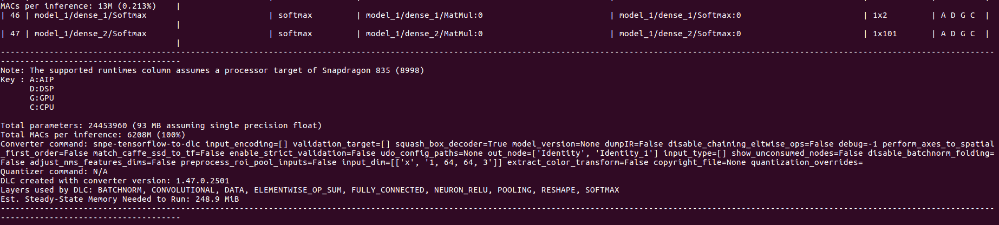 MACs per inference: 13M (0.213%)    |
| 46 | model_1/dense_1/Softmax                         | softmax         | model_1/dense_1/MatMul:0                          | model_1/dense_1/Softmax:0                         | 1x2         | A D G C  |
                                    |
| 47 | model_1/dense_2/Softmax                         | softmax         | model_1/dense_2/MatMul:0                          | model_1/dense_2/Softmax:0                         | 1x101       | A D G C  |
                                    |
Note: The supported runtimes column assumes a processor target of Snapdragon 835 (8998)
Key : A:AIP
      D:DSP
      G:GPU
      C:CPU
Total parameters: 24453960 (93 MB assuming single precision float)
Total MACs per inference: 6208M (100%)
Converter command: snpe-tensorflow-to-dlc input_encoding=[] validation_target=[] squash_box_decoder=True model_version=None dumpIR=False disable_chaining_eltwise_ops=False debug=-1 perform_axes_to_spatial
_first_order=False match_caffe_ssd_to_tf=False enable_strict_validation=False udo_config_paths=None out_node=['Identity', 'Identity_1'] input_type=[] show_unconsumed_nodes=False disable_batchnorm_folding=
False adjust_nms_features_dims=False preprocess_roi_pool_inputs=False input_dim=[['x', '1, 64, 64, 3']] extract_color_transform=False copyright_file=None quantization_overrides=
Quantizer command: N/A
DLC created with converter version: 1.47.0.2501
Layers used by DLC: BATCHNORM, CONVOLUTIONAL, DATA, ELEMENTWISE_OP_SUM, FULLY_CONNECTED, NEURON_RELU, POOLING, RESHAPE, SOFTMAX
Est. Steady-State Memory Needed to Run: 248.9 MiB